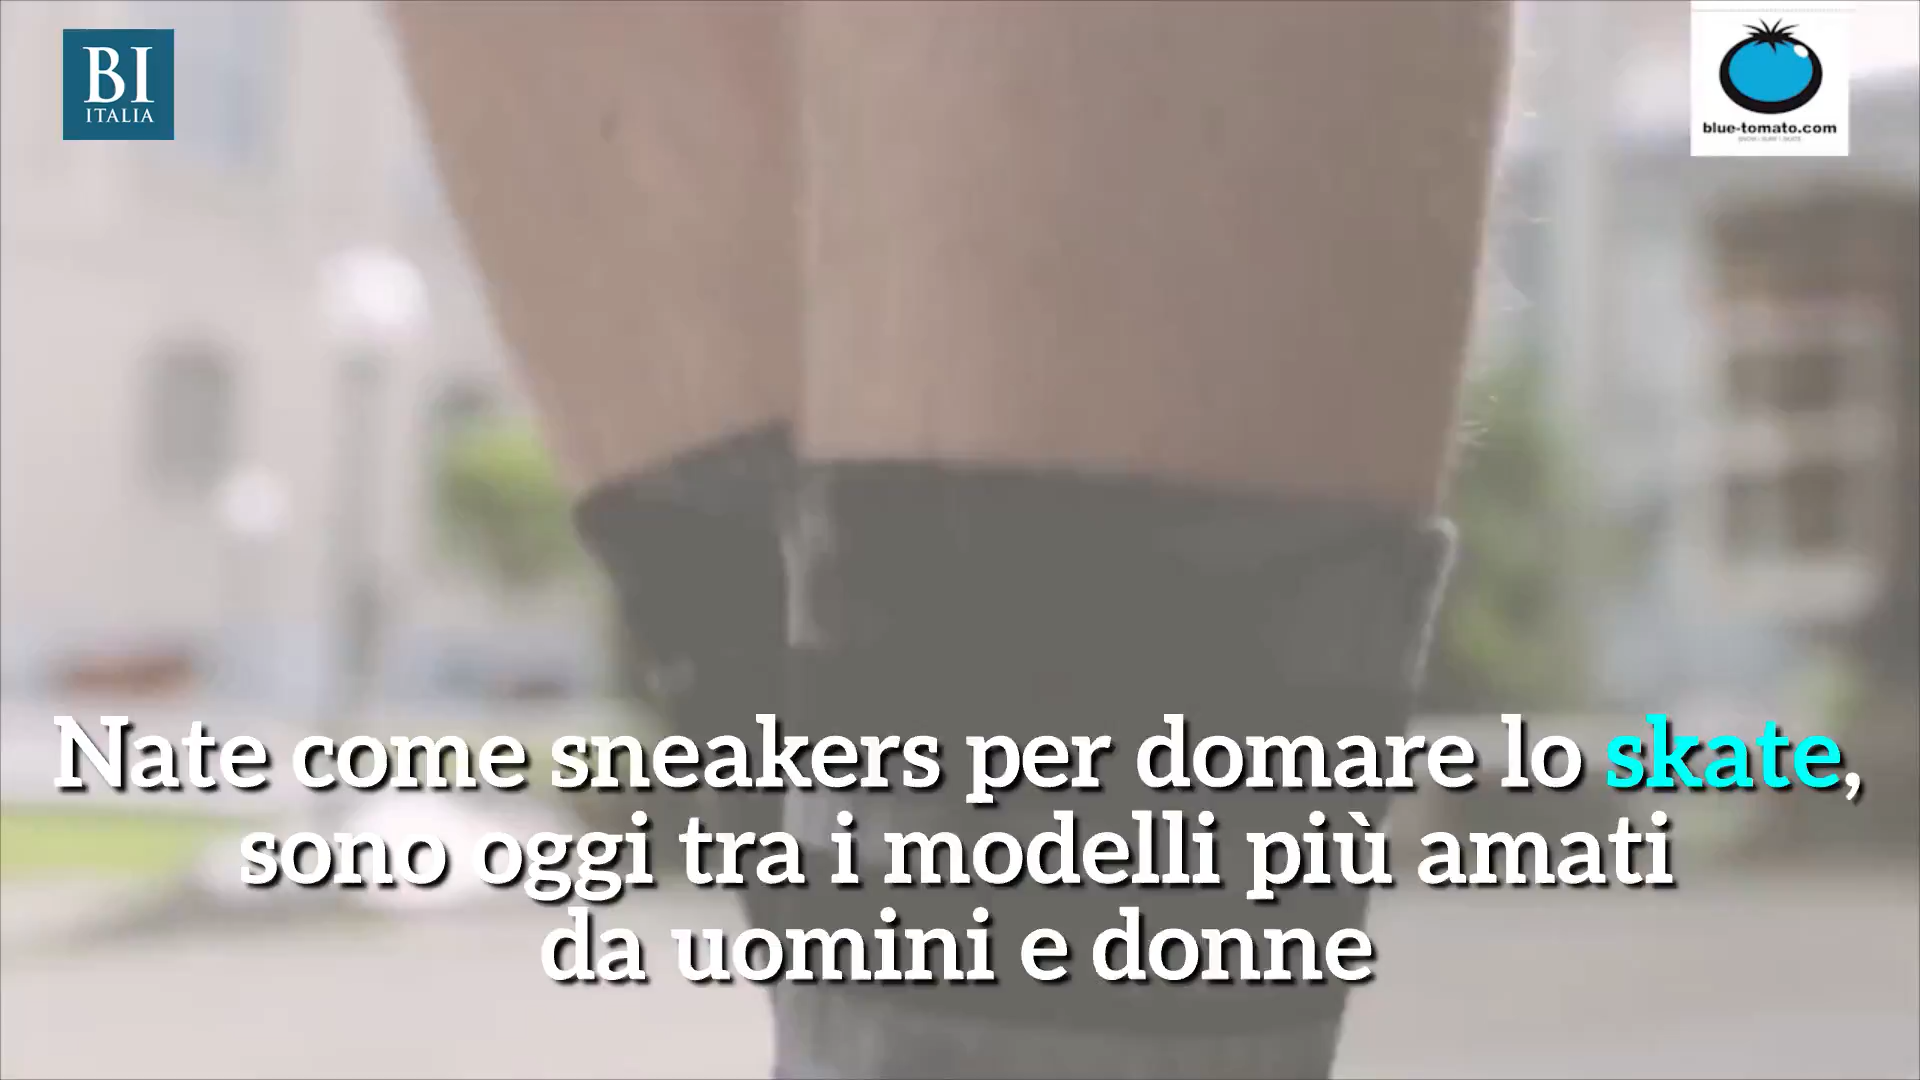 BI
ITALIA
blue-tomato.com
Nate come sneakers per domare lo skate,
sono oggi tra i modelli più amati
da uomini e donne